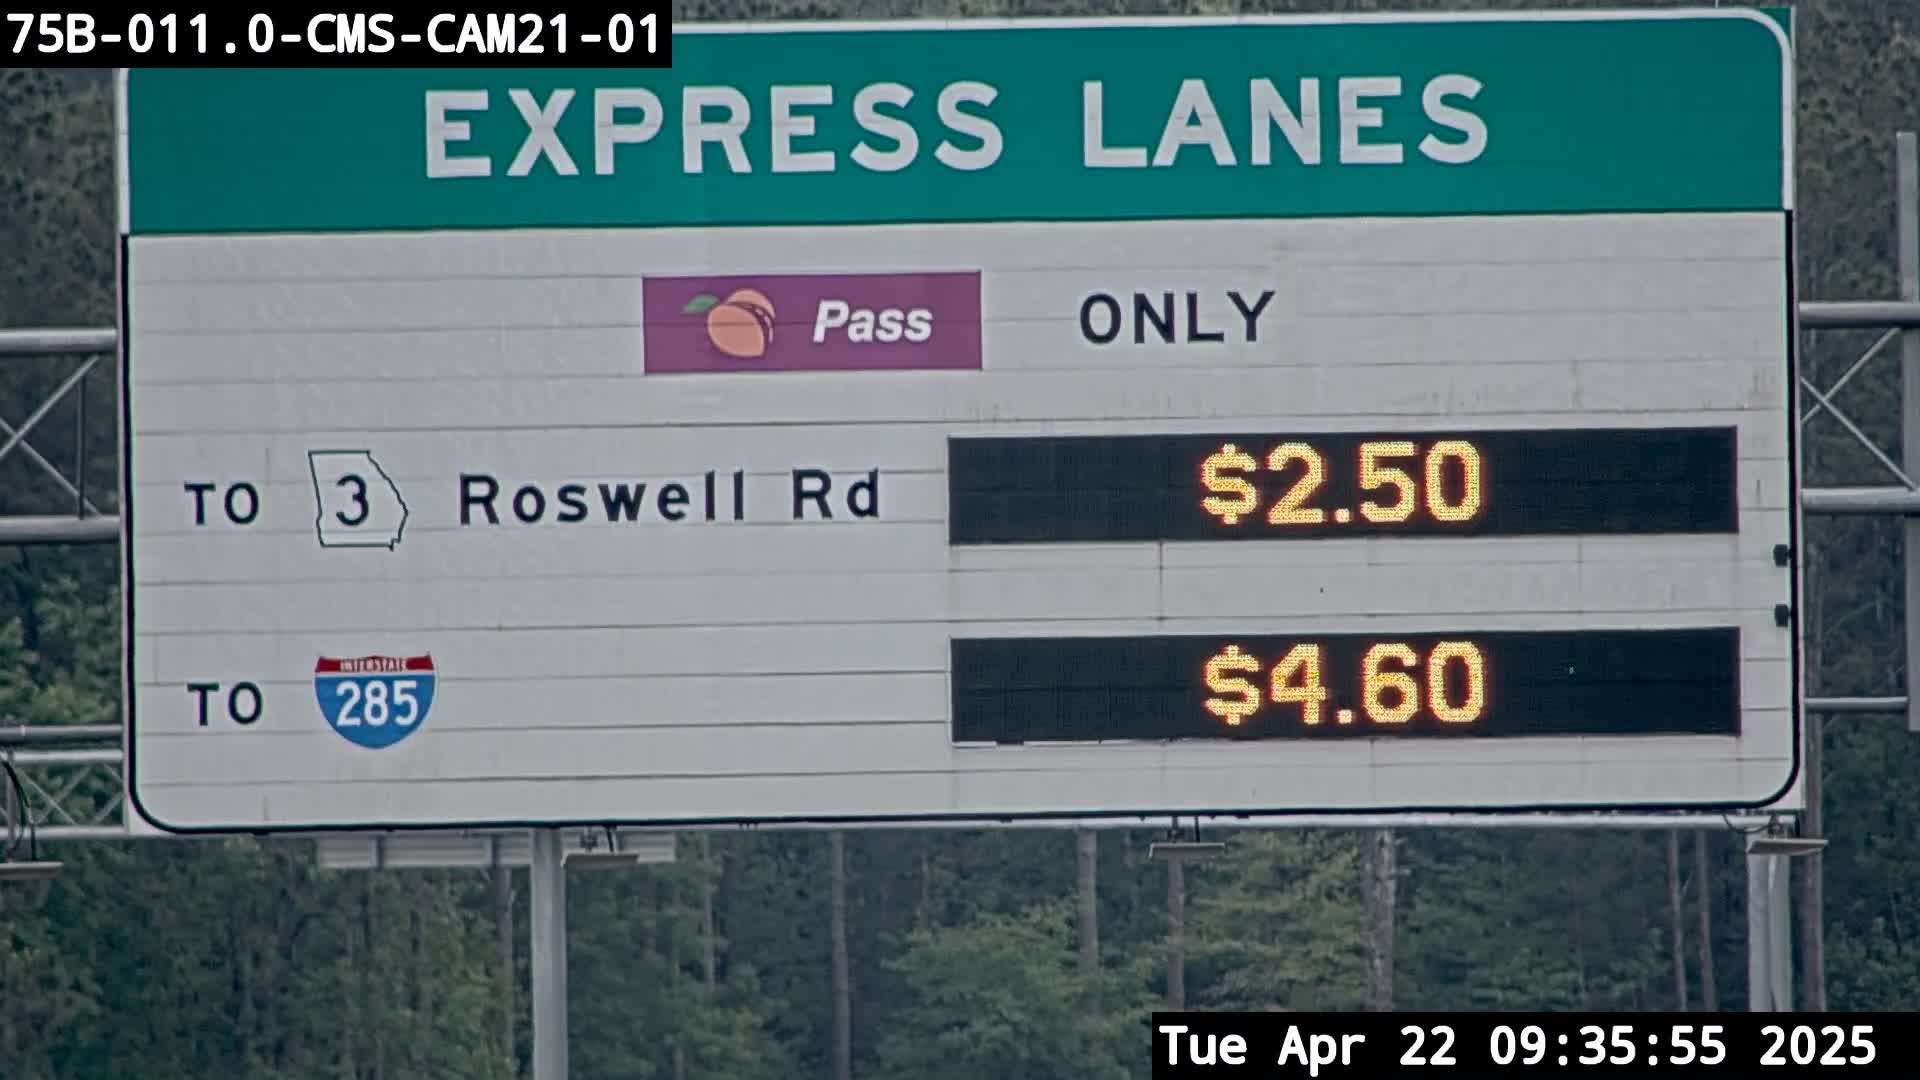 75B-011.0-CMS-CAM21-01
EXPRESS LANES
Pass ONLY
TO 3 Roswell Rd $2.50
INTERSTATE
TO 285 $4.60
Tue Apr 22 09:35:55 2025